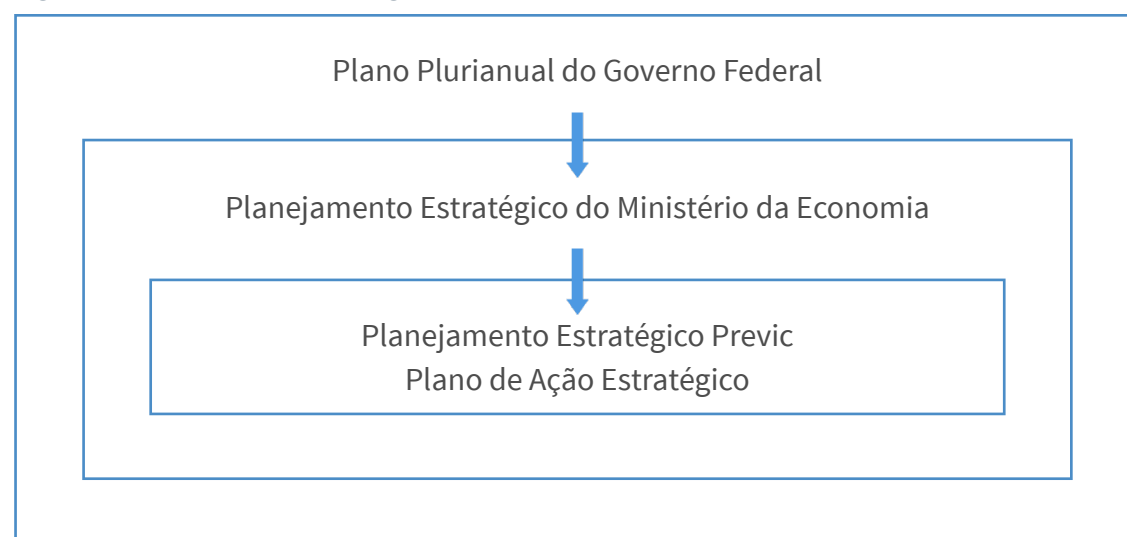 Plano Plurianual do Governo Federal
Planejamento Estratégico do Ministério da Economia
Planejamento Estratégico Previc
Plano de Ação Estratégico